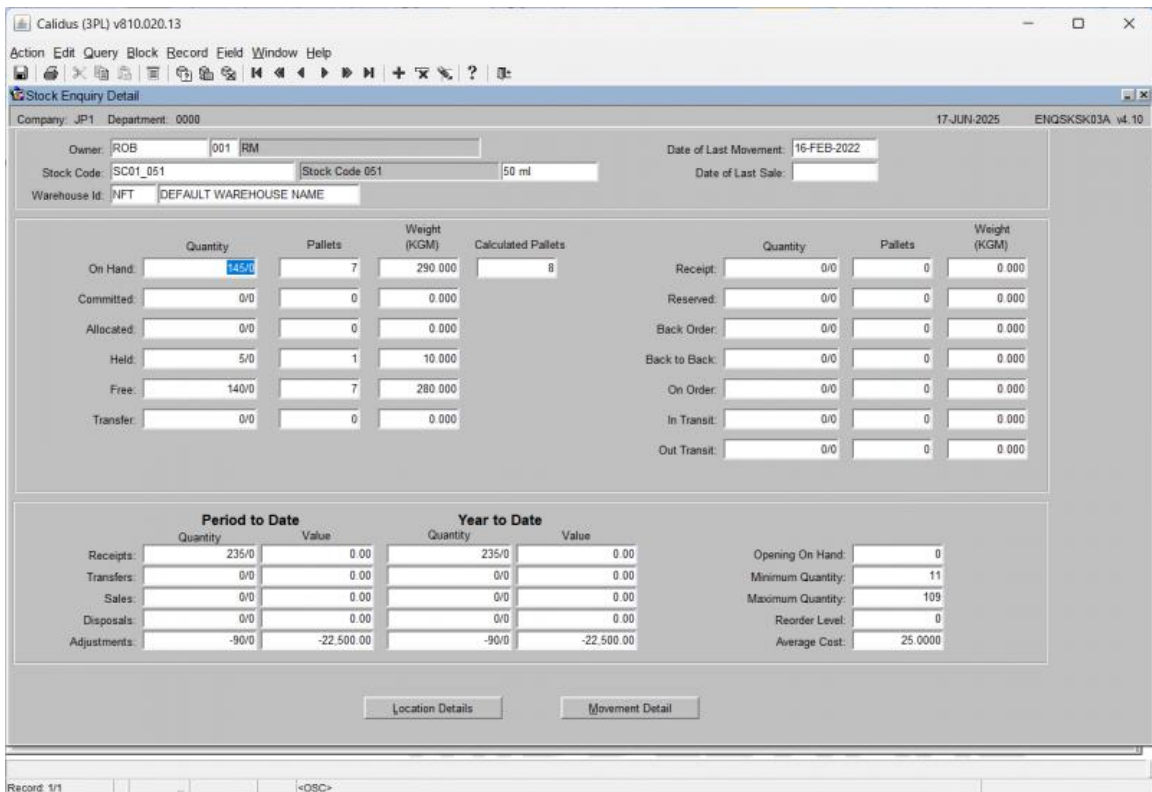 Calidus (3PL) v810.020.13
Action Edit Query Block Record Field Window Help
Stock Enquiry Detail
Company: JP1 Department: 0000 17-JUN-2025 ENQSKSK03A v4.10
Owner: ROB 001 RM Date of Last Movement: 16-FEB-2022
Stock Code: SC01_051 Stock Code 051 50 ml Date of Last Sale:
Warehouse Id: NFT DEFAULT WAREHOUSE NAME
Quantity Pallets Weight (KGM) Calculated Pallets Quantity Pallets Weight (KGM)
On Hand: 145/0 7 290.000 8 Receipt: 0/0 0 0.000
Committed: 0/0 0 0.000 Reserved: 0/0 0 0.000
Allocated: 0/0 0 0.000 Back Order: 0/0 0 0.000
Held: 5/0 1 10.000 Back to Back: 0/0 0 0.000
Free: 140/0 7 280.000 On Order: 0/0 0 0.000
Transfer: 0/0 0 0.000 In Transit: 0/0 0 0.000
Out Transit: 0/0 0 0.000
Period to Date Year to Date
Quantity Value Quantity Value
Receipts: 235/0 0.00 235/0 0.00 Opening On Hand: 0
Transfers: 0/0 0.00 0/0 0.00 Minimum Quantity: 11
Sales: 0/0 0.00 0/0 0.00 Maximum Quantity: 109
Disposals: 0/0 0.00 0/0 0.00 Reorder Level: 0
Adjustments: -90/0 -22,500.00 -90/0 -22,500.00 Average Cost: 25.0000
Location Details Movement Detail
Record: 1/1 ... <OSC>